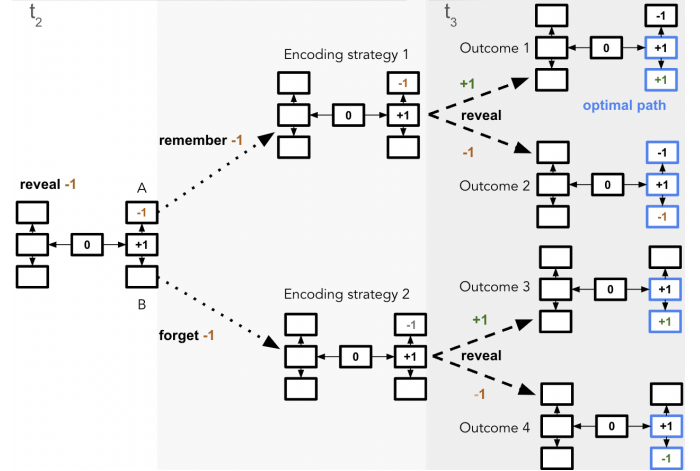 t2
t3
-1
Outcome 1
0
+1
+1
optimal path
Encoding strategy 1
-1
0
+1
+1
reveal
-1
remember -1
-1
Outcome 2
0
+1
-1
reveal -1
A
-1
0
+1
B
Outcome 3
0
+1
+1
Encoding strategy 2
-1
0
+1
+1
reveal
-1
forget -1
Outcome 4
0
+1
-1